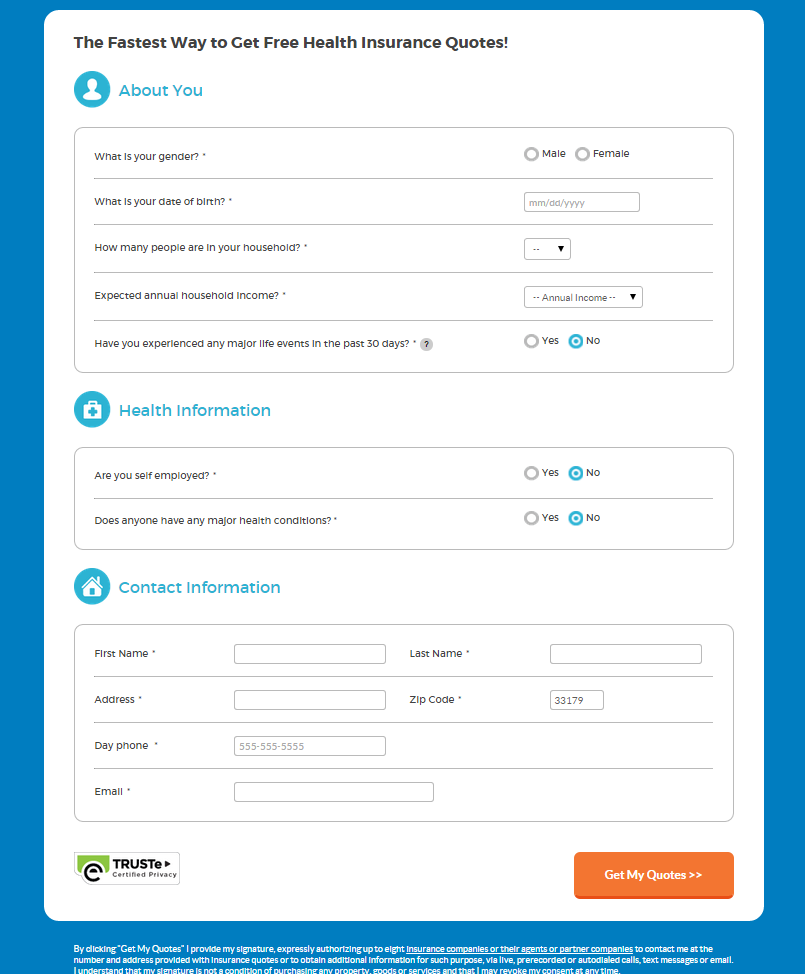 The Fastest Way to Get Free Health Insurance Quotes!
About You
What is your gender? * Male Female
What is your date of birth? * mm/dd/yyyy
How many people are in your household? * --
Expected annual household income? * -- Annual Income --
Have you experienced any major life events in the past 30 days? * ? Yes No
Health Information
Are you self employed? * Yes No
Does anyone have any major health conditions? * Yes No
Contact Information
First Name * Last Name *
Address * Zip Code * 33179
Day phone * 555-555-5555
Email *
TRUSTe
Certified Privacy
Get My Quotes >>
By clicking "Get My Quotes" I provide my signature, expressly authorizing up to eight insurance companies or their agents or partner companies to contact me at the
number and address provided with insurance quotes or to obtain additional information for such purpose, via live, prerecorded or autodialed calls, text messages or email.
I understand that my signature is not a condition of purchasing any property, goods or services and that I may revoke my consent at any time.